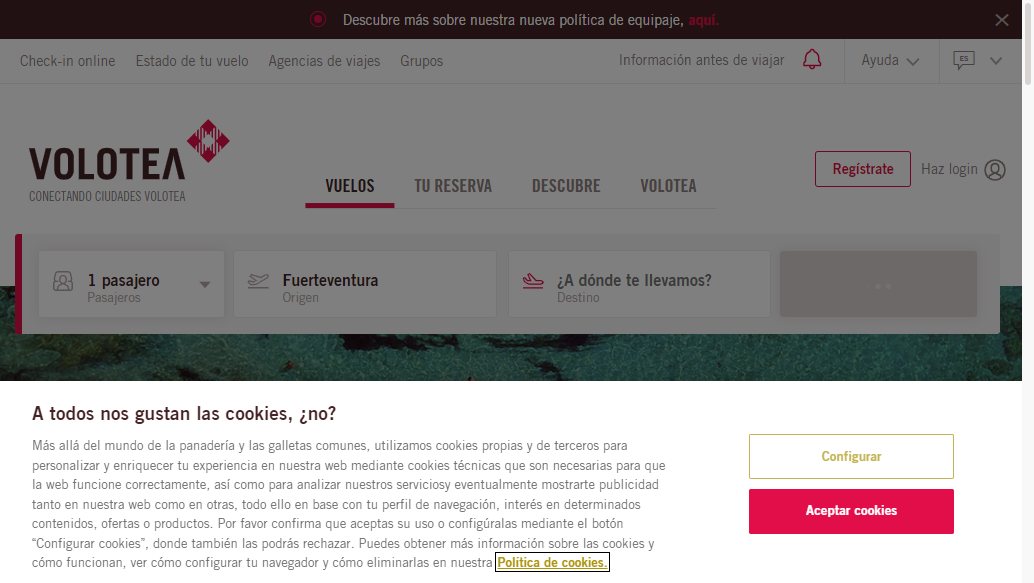 Descubre más sobre nuestra nueva política de equipaje, aquí.
Check-in online Estado de tu vuelo Agencias de viajes Grupos Información antes de viajar Ayuda ES
VOLOTEA
CONECTANDO CIUDADES VOLOTEA
VUELOS TU RESERVA DESCUBRE VOLOTEA
Regístrate Haz login
1 pasajero
Pasajeros
Fuerteventura
Origen
¿A dónde te llevamos?
Destino
A todos nos gustan las cookies, ¿no?
Más allá del mundo de la panadería y las galletas comunes, utilizamos cookies propias y de terceros para
personalizar y enriquecer tu experiencia en nuestra web mediante cookies técnicas que son necesarias para que
la web funcione correctamente, así como para analizar nuestros serviciosy eventualmente mostrarte publicidad
tanto en nuestra web como en otras, todo ello en base con tu perfil de navegación, interés en determinados
contenidos, ofertas o productos. Por favor confirma que aceptas su uso o configúralas mediante el botón
“Configurar cookies”, donde también las podrás rechazar. Puedes obtener más información sobre las cookies y
cómo funcionan, ver cómo configurar tu navegador y cómo eliminarlas en nuestra Política de cookies.
Configurar
Aceptar cookies